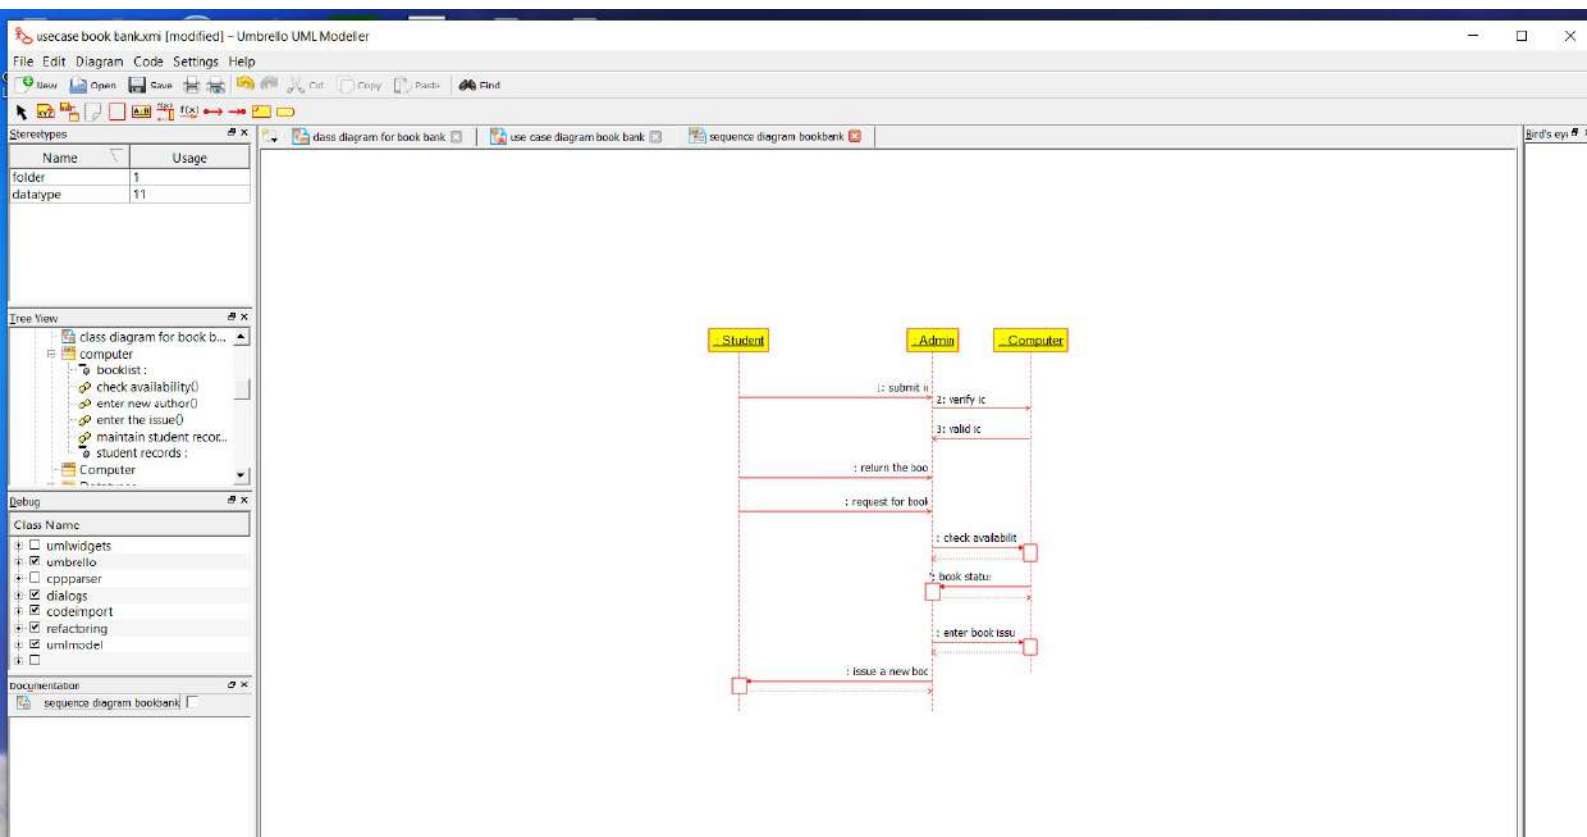 usecase book bank.xmi [modified] – Umbrello UML Modeller
File Edit Diagram Code Settings Help
New Open Save Cut Copy Paste Find
Stereotypes
Name Usage
folder 1
datatype 11
class diagram for book bank
use case diagram book bank
sequence diagram bookbank
Bird's eye
Tree View
class diagram for book b...
computer
booklist :
check availability()
enter new author()
enter the issue()
maintain student recor...
student records :
Computer
Debug
Class Name
umlwidgets
umbrello
cppparser
dialogs
codeimport
refactoring
umlmodel
Documentation
sequence diagram bookbank
: Student
: Admin
: Computer
: submit i
2: verify ic
3: valid ic
: return the boo
: request for book
: check availabilit
: book status
: enter book issu
: issue a new boo